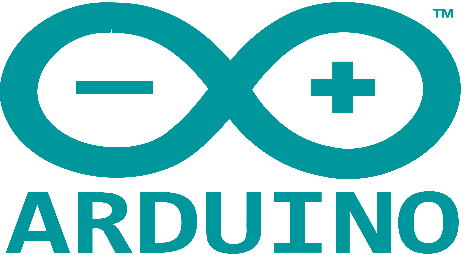 ™
− +
ARDUINO